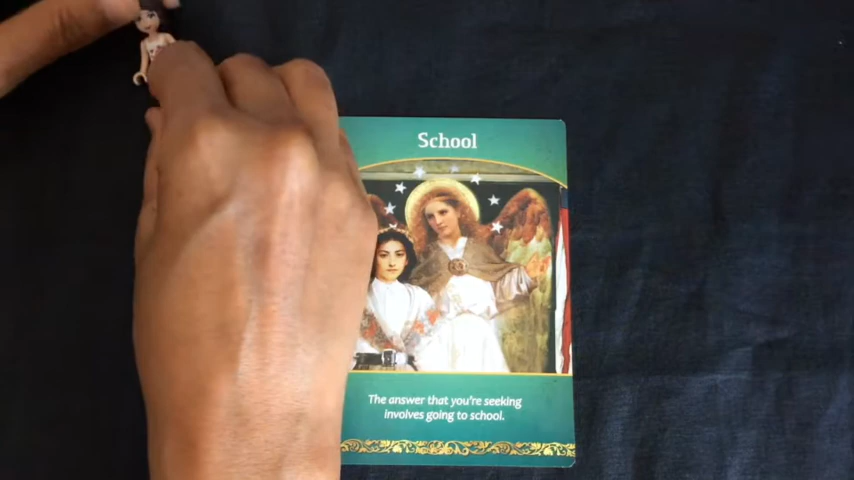 School
The answer that you're seeking
involves going to school.